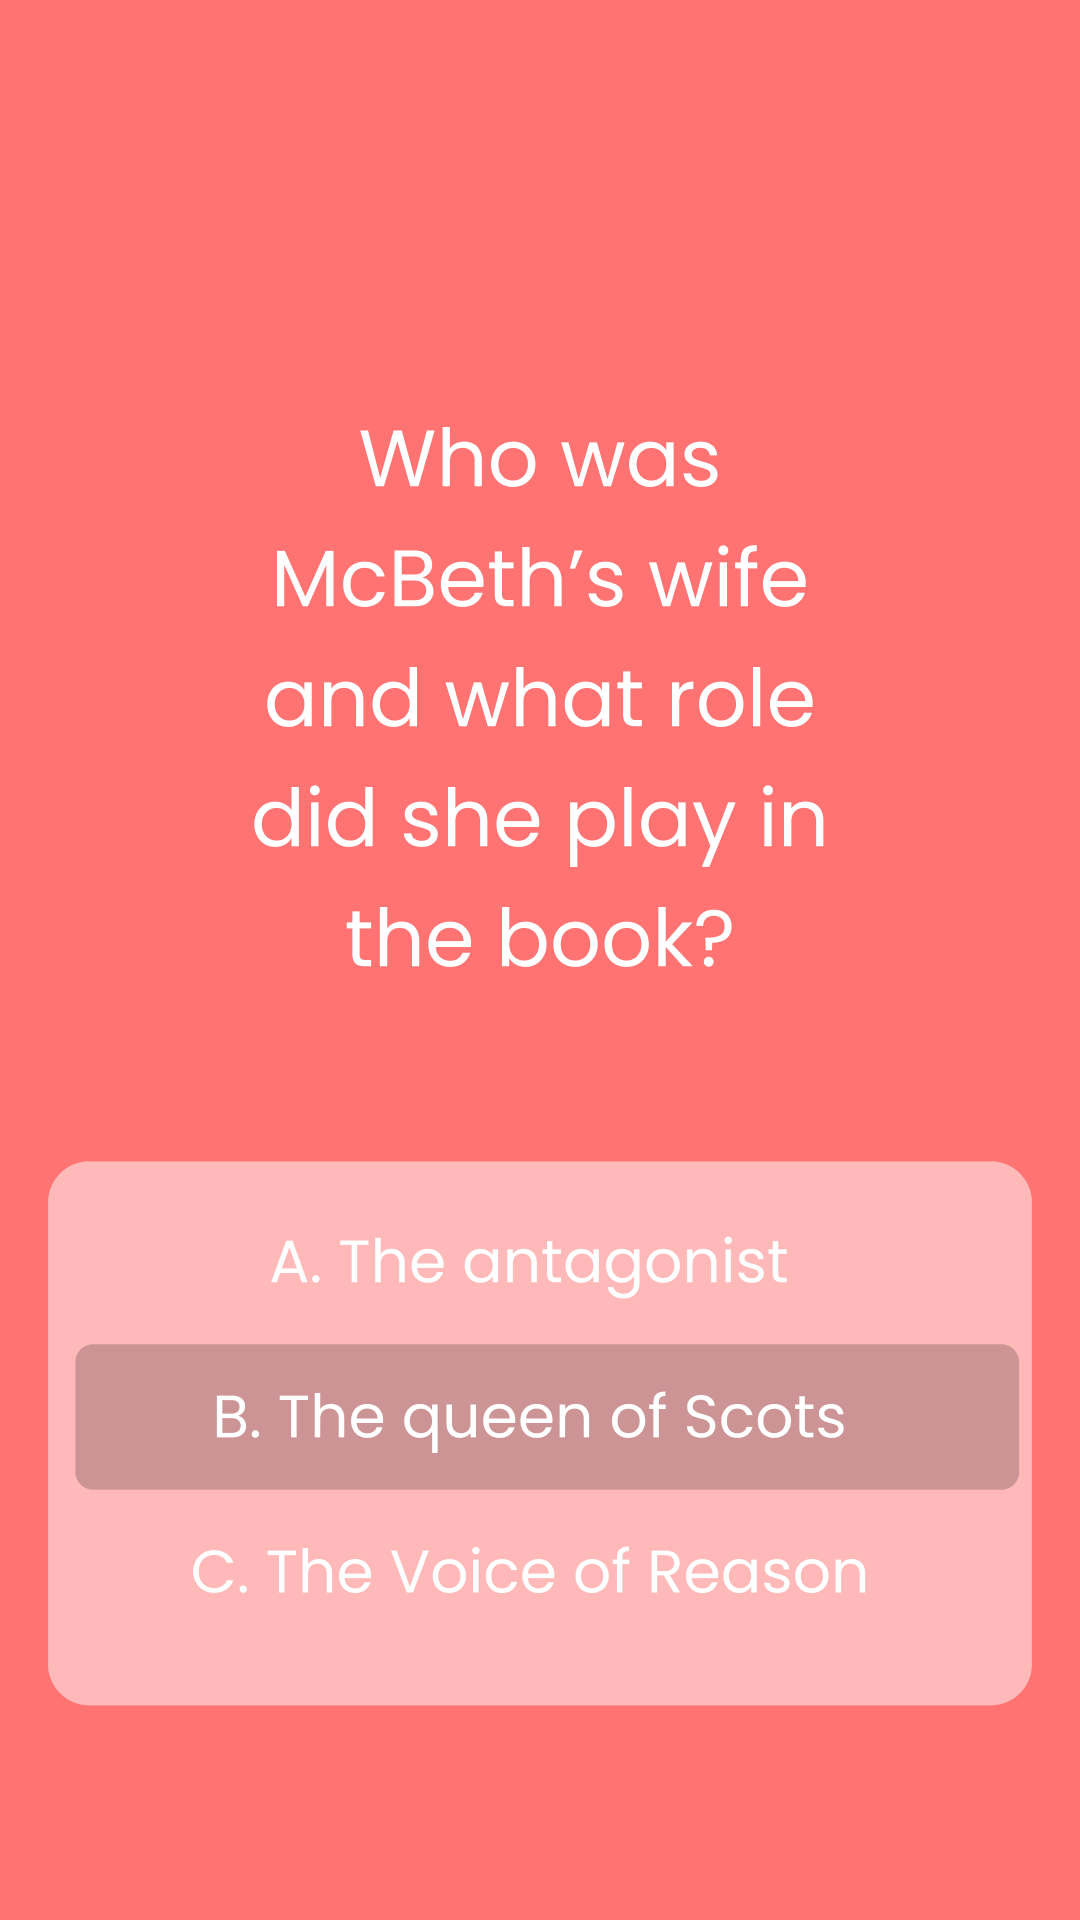 Who was
McBeth’s wife
and what role
did she play in
the book?
A. The antagonist
B. The queen of Scots
C. The Voice of Reason